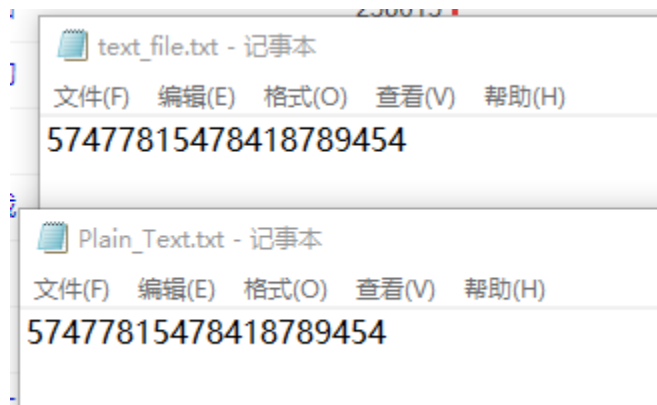 text_file.txt - 记事本
文件(F) 编辑(E) 格式(O) 查看(V) 帮助(H)
57477815478418789454
Plain_Text.txt - 记事本
文件(F) 编辑(E) 格式(O) 查看(V) 帮助(H)
57477815478418789454